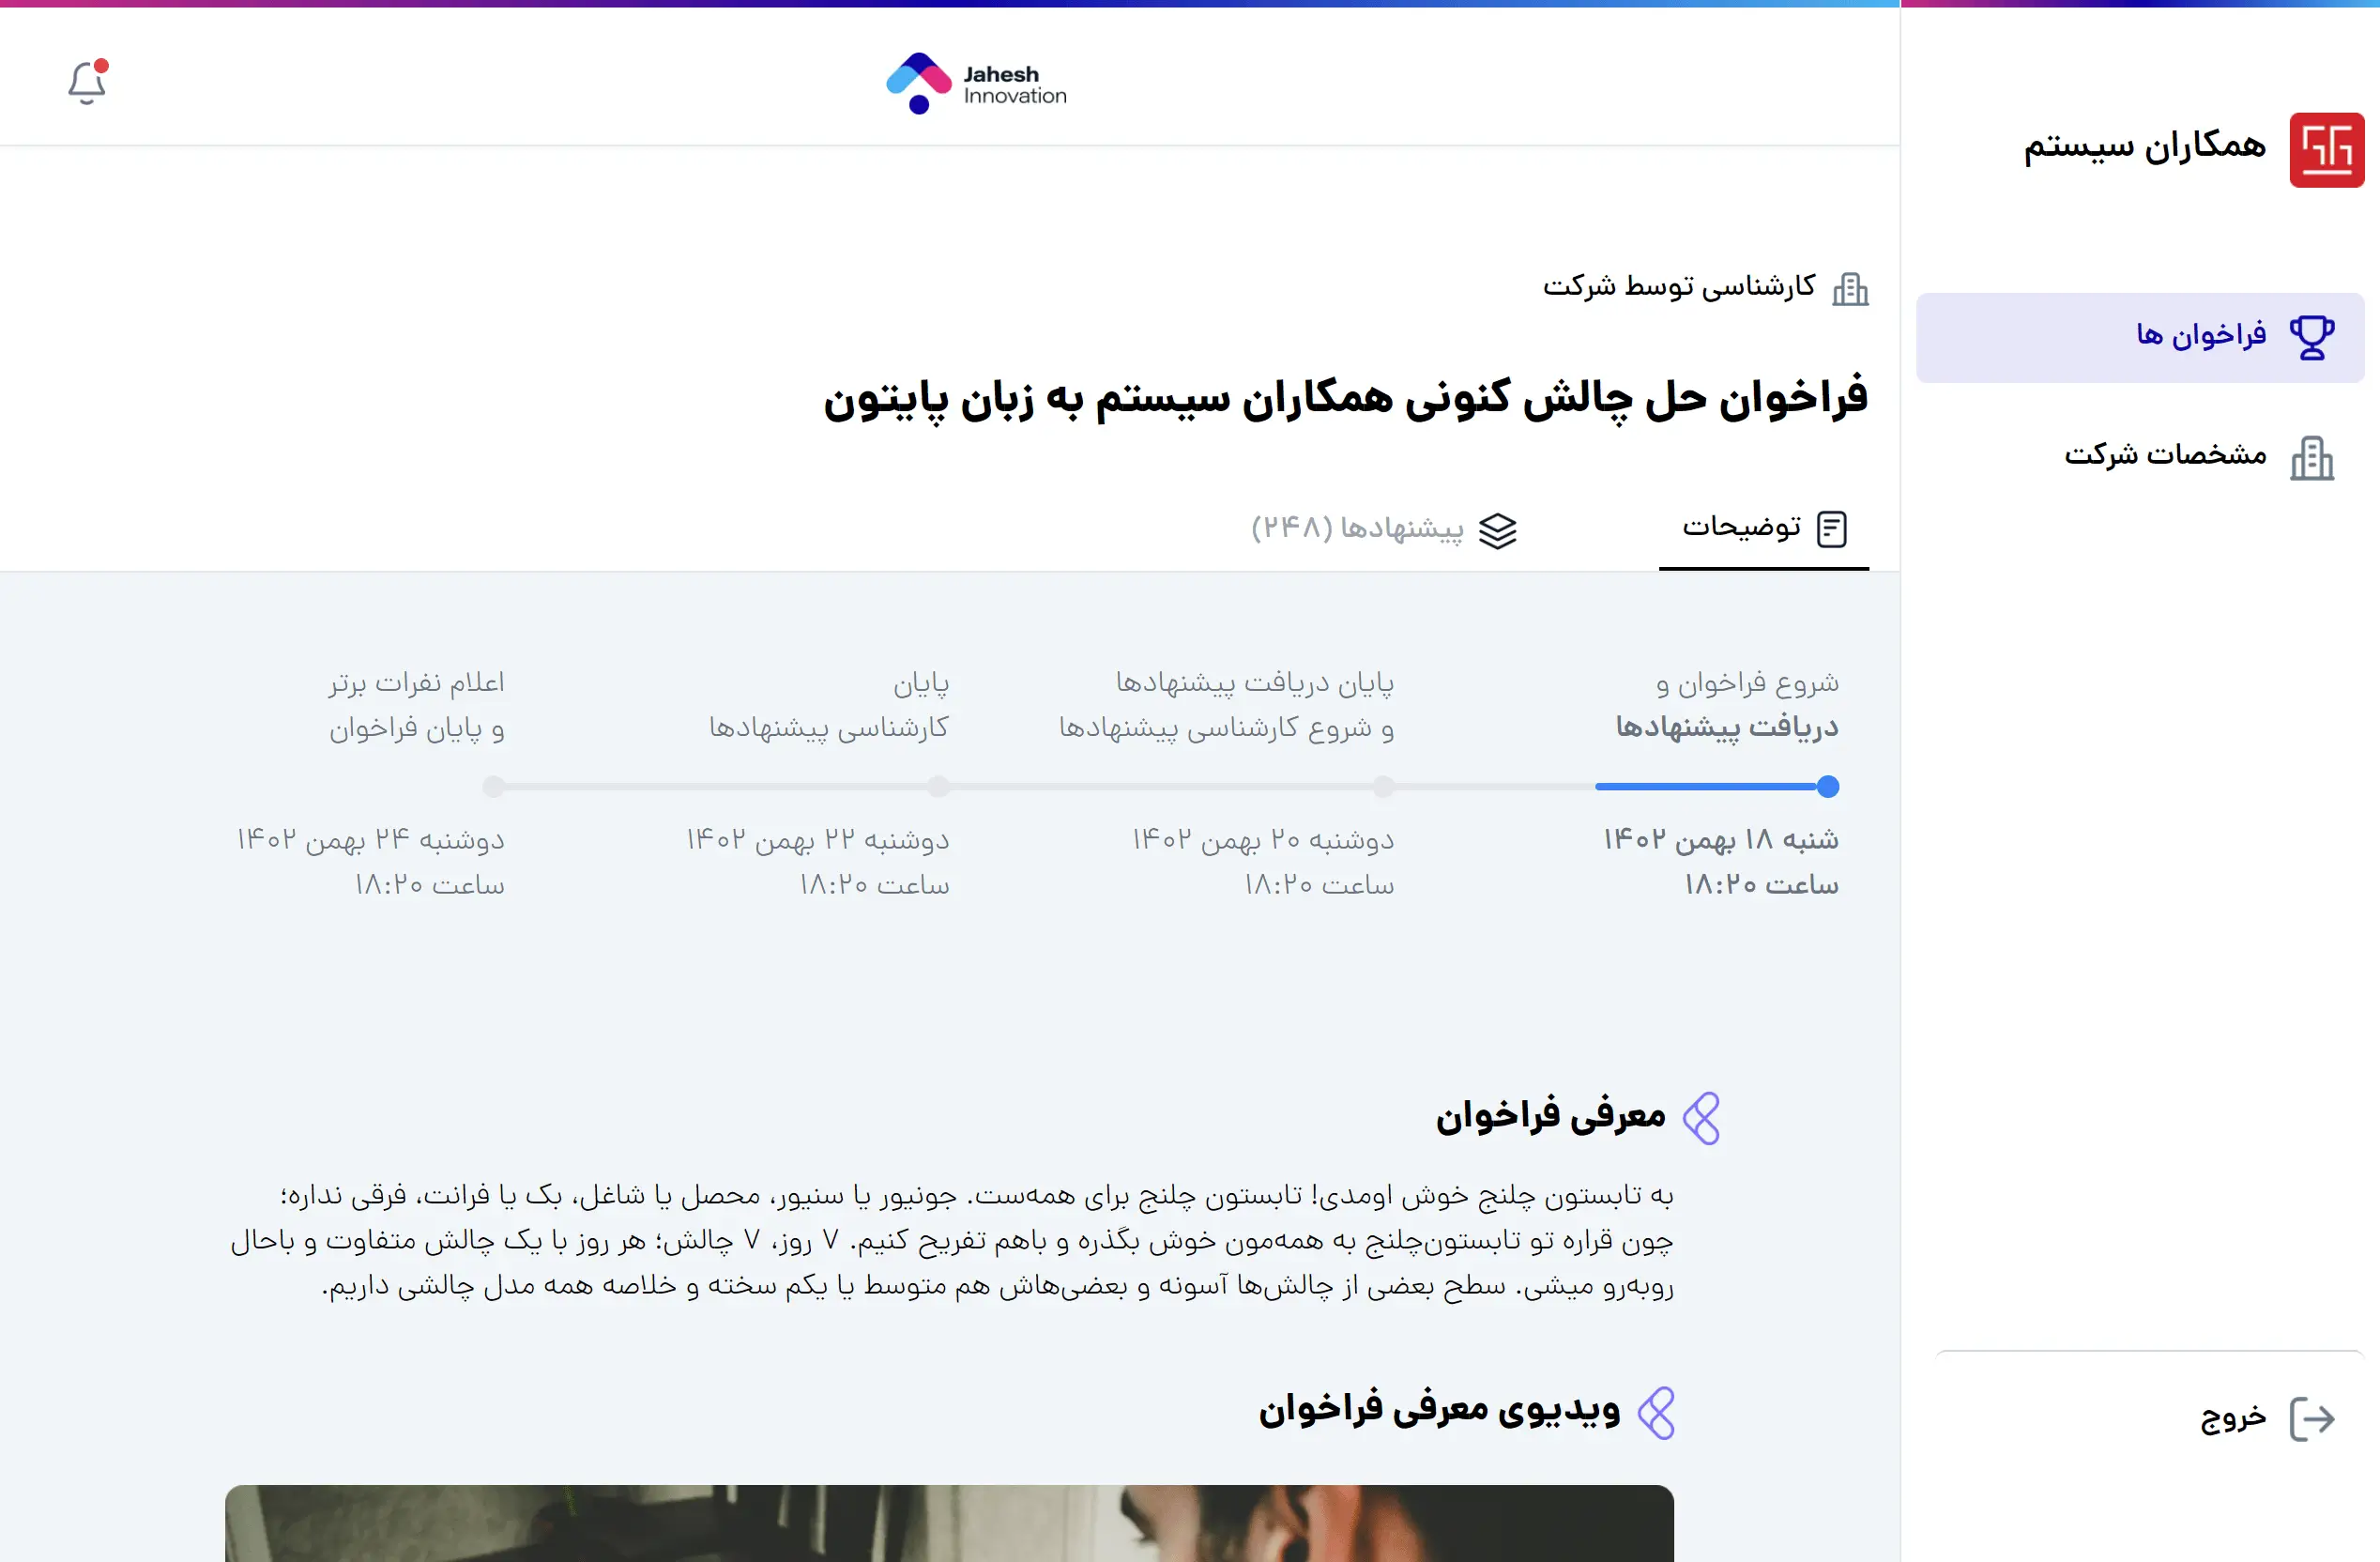 همکاران سیستم
فراخوان ها
مشخصات شرکت
خروج
Jahesh
Innovation
کارشناسی توسط شرکت
فراخوان حل چالش کنونی همکاران سیستم به زبان پایتون
توضیحات
پیشنهادها (۲۴۸)
شروع فراخوان و
دریافت پیشنهادها
شنبه ۱۸ بهمن ۱۴۰۲
ساعت ۱۸:۲۰
پایان دریافت پیشنهادها
و شروع کارشناسی پیشنهادها
دوشنبه ۲۰ بهمن ۱۴۰۲
ساعت ۱۸:۲۰
پایان
کارشناسی پیشنهادها
دوشنبه ۲۲ بهمن ۱۴۰۲
ساعت ۱۸:۲۰
اعلام نفرات برتر
و پایان فراخوان
دوشنبه ۲۴ بهمن ۱۴۰۲
ساعت ۱۸:۲۰
معرفی فراخوان
به تابستون چلنج خوش اومدی! تابستون چلنج برای همه‌ست. جونیور یا سنیور، محصل یا شاغل، بک یا فرانت، فرقی نداره؛
چون قراره تو تابستون‌چلنج به همه‌مون خوش بگذره و باهم تفریح کنیم. ۷ روز، ۷ چالش؛ هر روز با یک چالش متفاوت و باحال
روبه‌رو میشی. سطح بعضی از چالش‌ها آسونه و بعضی‌هاش هم متوسط یا یکم سخته و خلاصه همه مدل چالشی داریم.
ویدیوی معرفی فراخوان